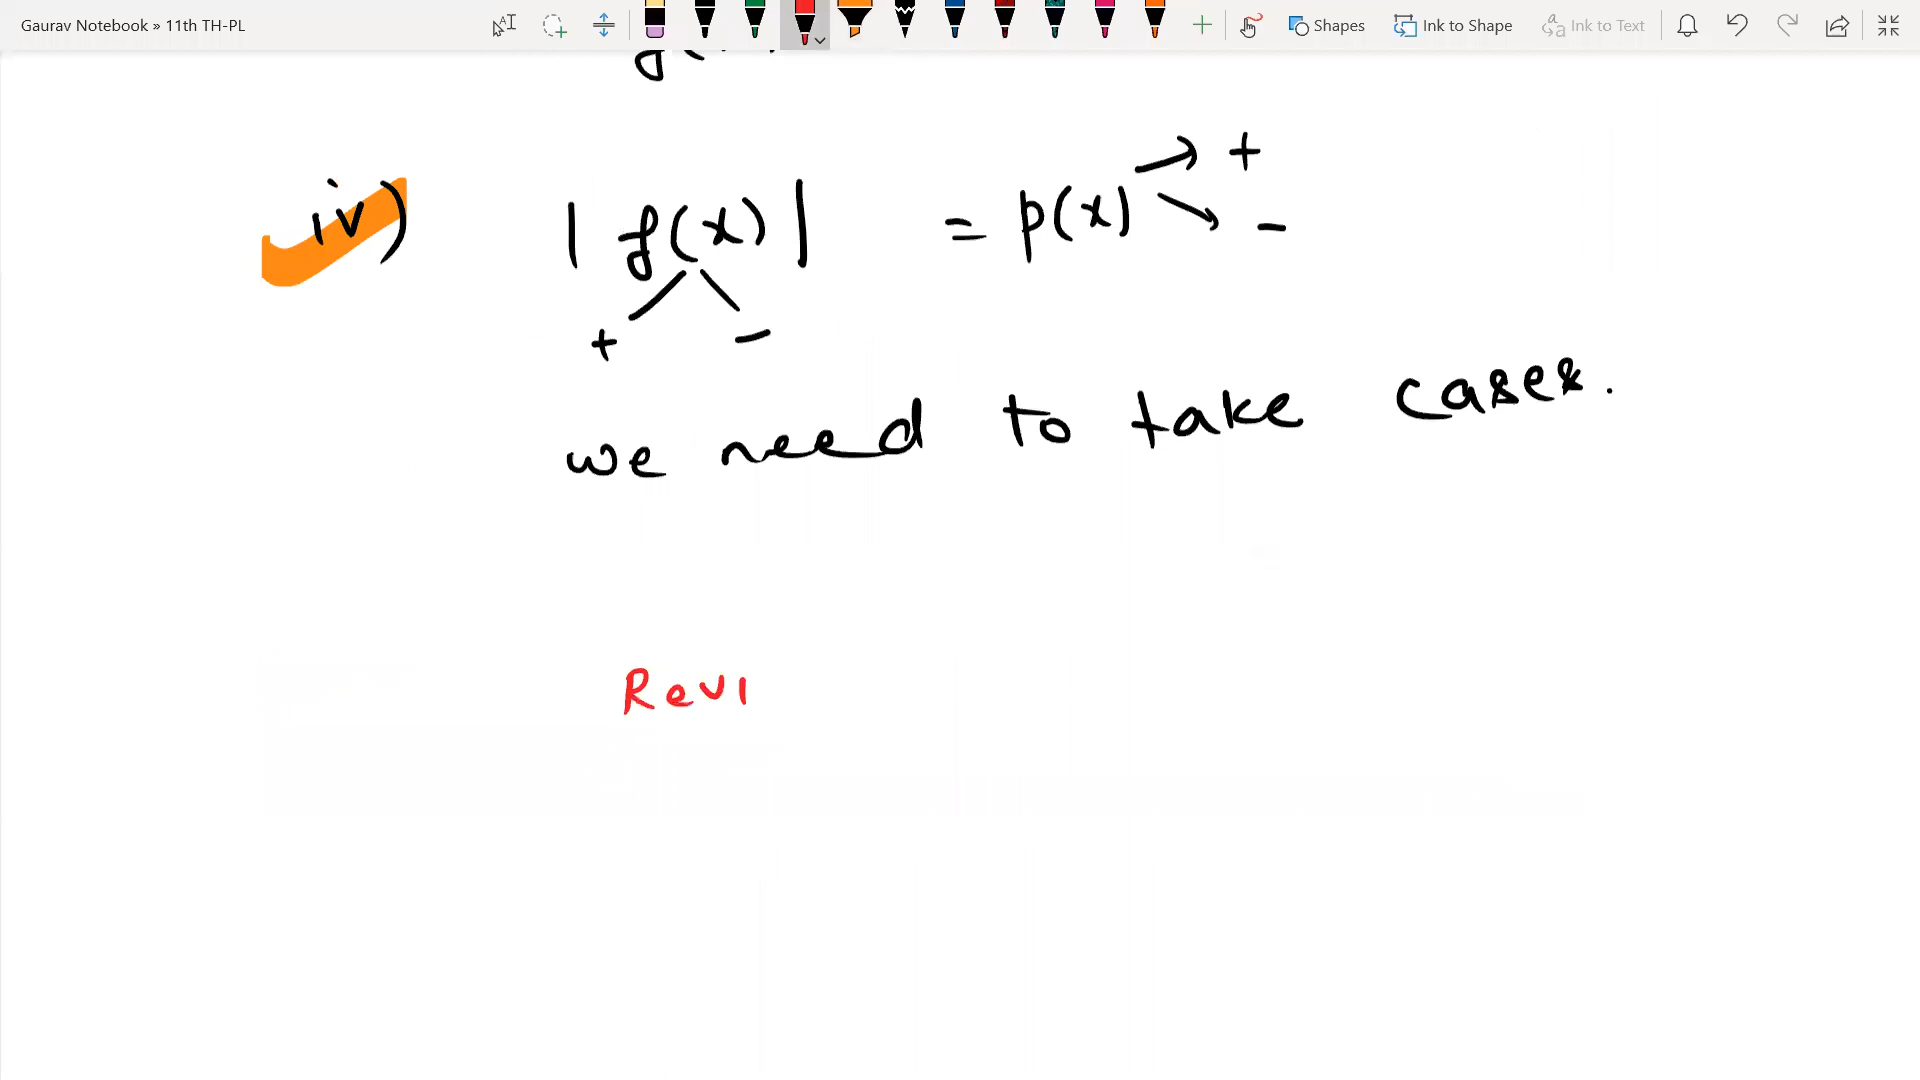 Gaurav Notebook » 11th TH-PL
Shapes
Ink to Shape
Ink to Text
iv) |f(x)| = p(x) → +
→ -
+ -
we need to take cases.
Revi